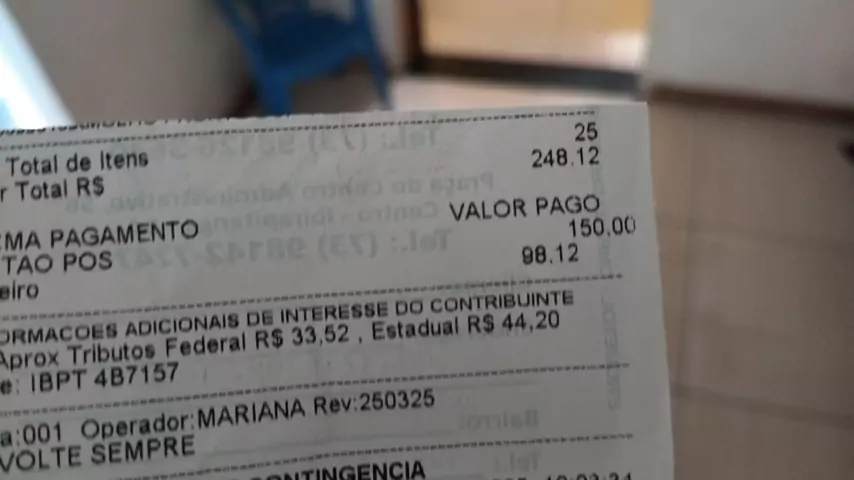 Total de Itens 25
r Total R$ 248.12
MA PAGAMENTO VALOR PAGO
TAO POS 150.00
eiro 98.12
ORMACOES ADICIONAIS DE INTERESSE DO CONTRIBUINTE
Aprox Tributos Federal R$ 33,52 , Estadual R$ 44,20
e: IBPT 4B7157
a:001 Operador:MARIANA Rev:250325
VOLTE SEMPRE
ONTINGENCIA